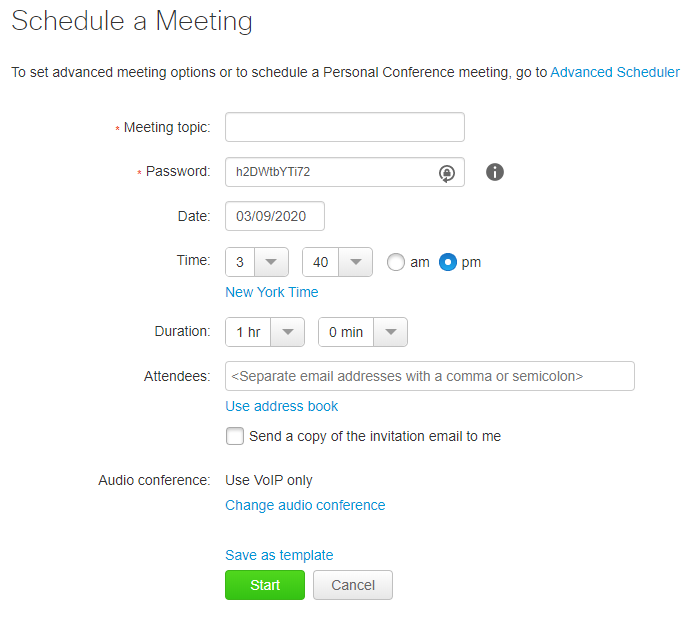 Schedule a Meeting
To set advanced meeting options or to schedule a Personal Conference meeting, go to Advanced Scheduler
* Meeting topic:
* Password: h2DWtbYTi72
Date: 03/09/2020
Time: 3 40 am pm
New York Time
Duration: 1 hr 0 min
Attendees: <Separate email addresses with a comma or semicolon>
Use address book
Send a copy of the invitation email to me
Audio conference: Use VoIP only
Change audio conference
Save as template
Start Cancel